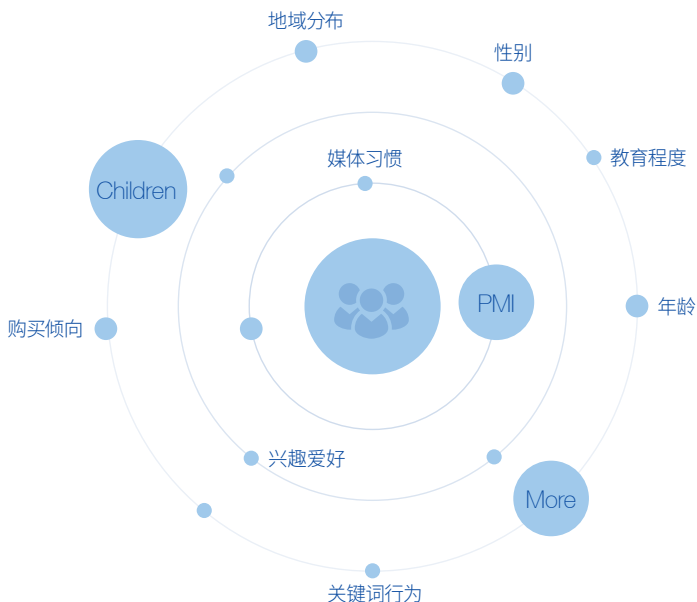 地域分布
性别
媒体习惯
教育程度
Children
PMI
年龄
购买倾向
兴趣爱好
More
关键词行为